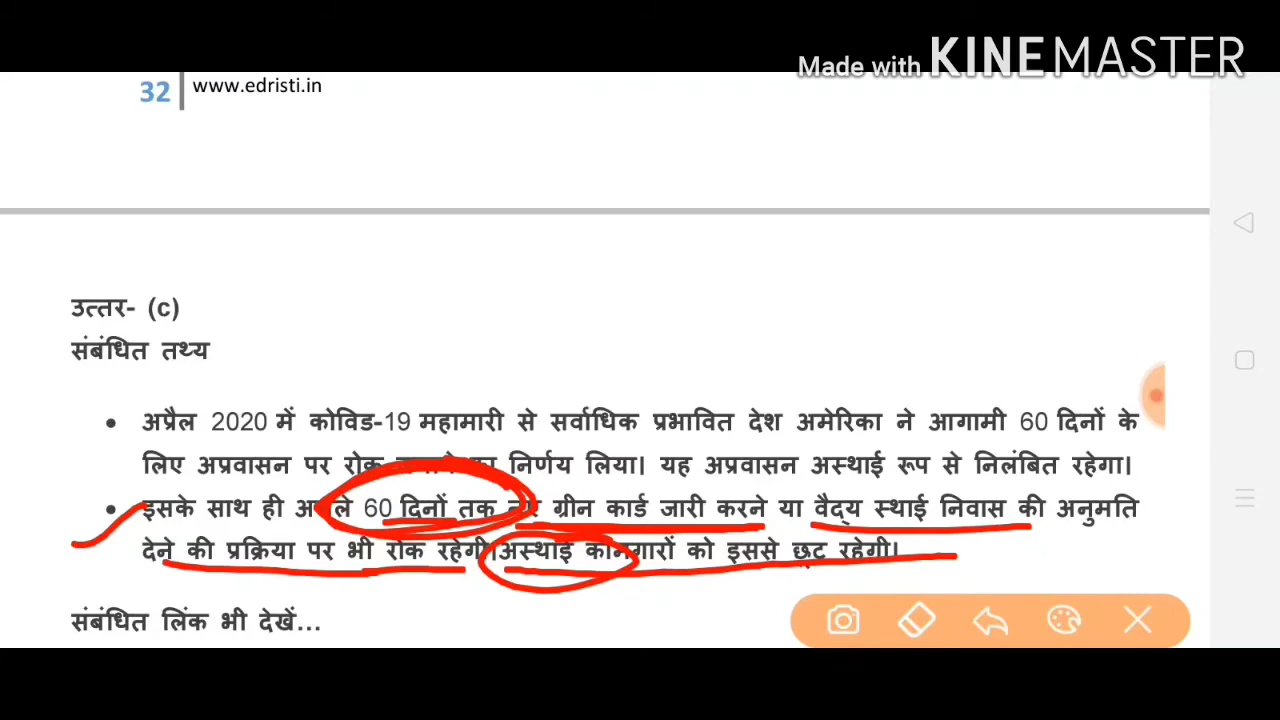 Made with KINEMASTER
32 www.edristi.in
उत्तर- (c)
संबंधित तथ्य
• अप्रैल 2020 में कोविड-19 महामारी से सर्वाधिक प्रभावित देश अमेरिका ने आगामी 60 दिनों के
लिए अप्रवासन पर रोक का निर्णय लिया। यह अप्रवासन अस्थाई रूप से निलंबित रहेगा।
• इसके साथ ही 60 दिनों तक ग्रीन कार्ड जारी करने या वैद्य स्थाई निवास की अनुमति
देने की प्रक्रिया पर भी रोक रहेगी। अस्थाई कामगारों को इससे छूट रहेगी।
संबंधित लिंक भी देखें...